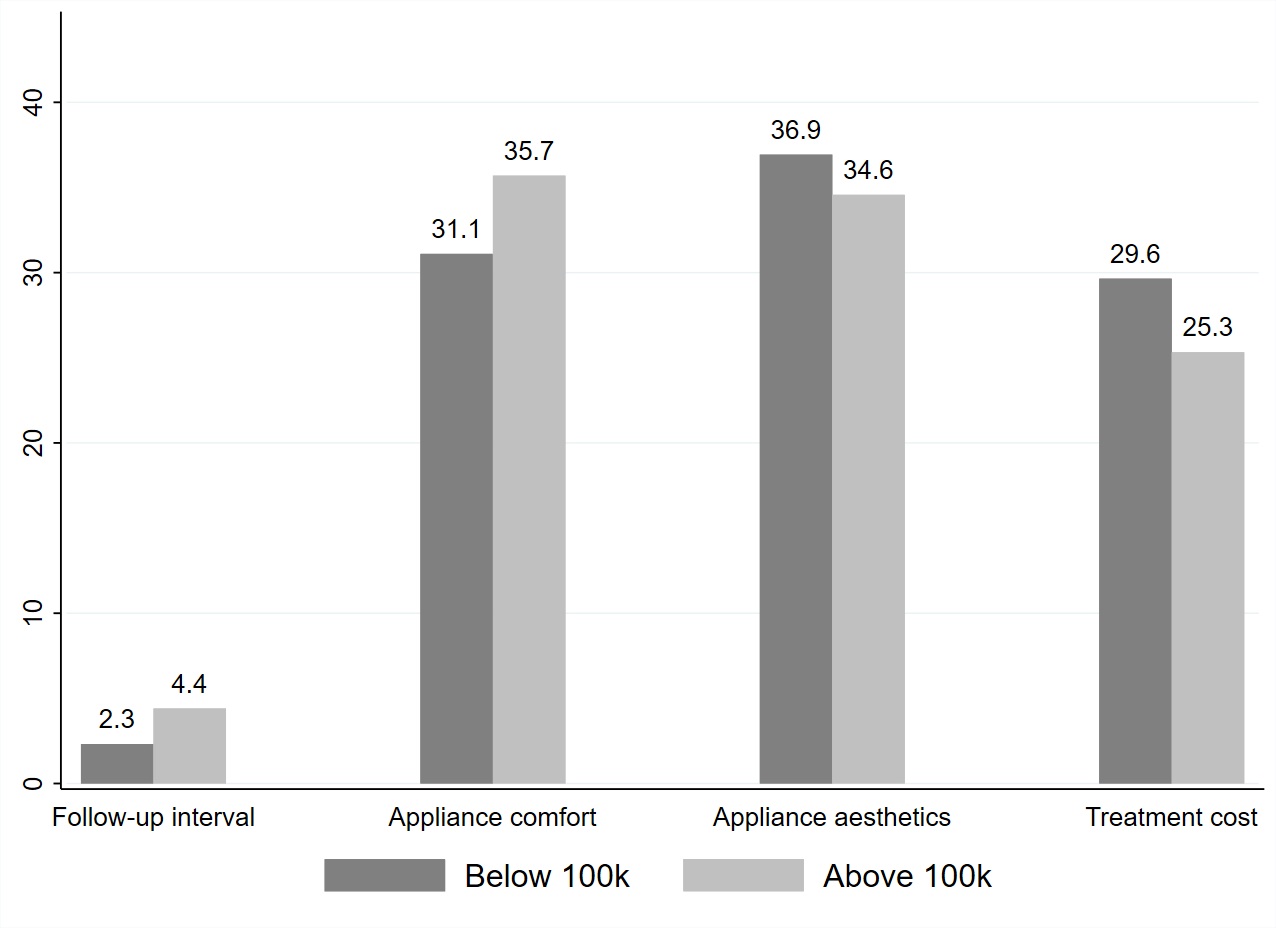 40
30
20
10
0
2.3
4.4
31.1
35.7
36.9
34.6
29.6
25.3
Follow-up interval
Appliance comfort
Appliance aesthetics
Treatment cost
Below 100k
Above 100k